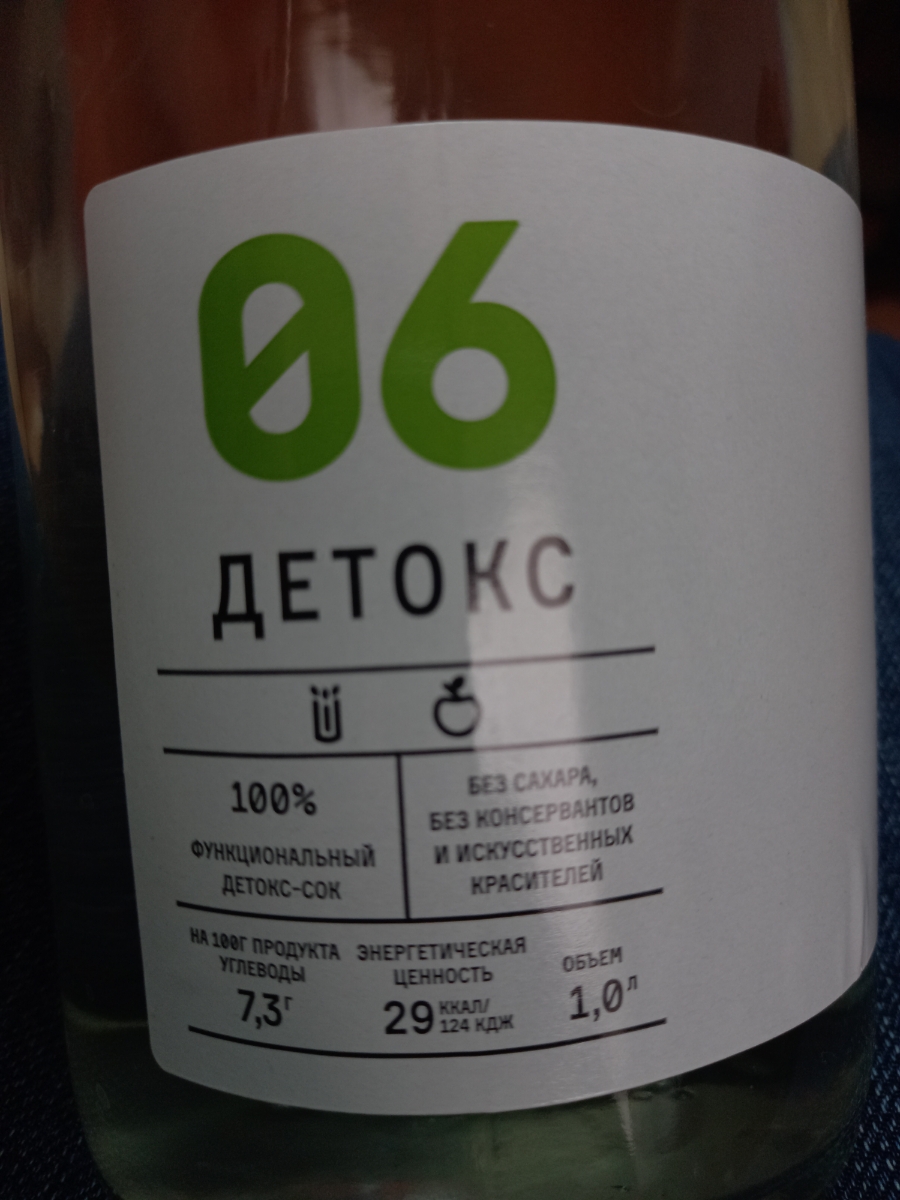 06
ДЕТОКС
100%
ФУНКЦИОНАЛЬНЫЙ
ДЕТОКС-СОК
БЕЗ САХАРА,
БЕЗ КОНСЕРВАНТОВ
И ИСКУССТВЕННЫХ
КРАСИТЕЛЕЙ
НА 100Г ПРОДУКТА
УГЛЕВОДЫ
7,3г
ЭНЕРГЕТИЧЕСКАЯ
ЦЕННОСТЬ
29 ККАЛ/
124 КДЖ
ОБЪЕМ
1,0л